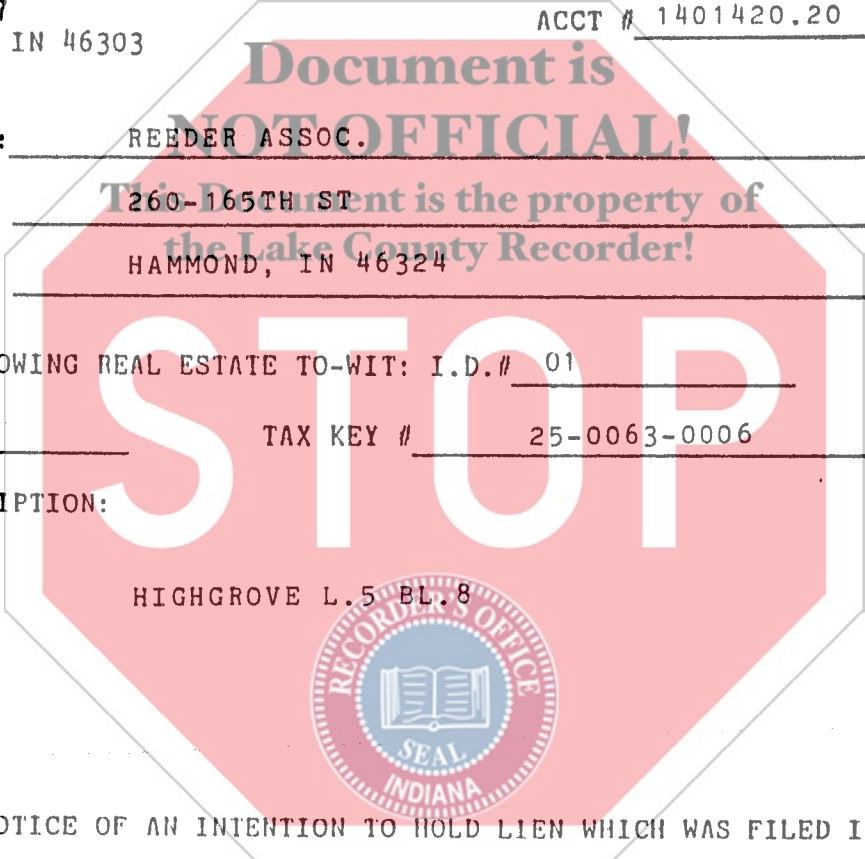 ACCT # 1401420.20
IN 46303
Document is
NOT OFFICIAL!
REEDER ASSOC.
This Document is the property of
260-165TH ST
the Lake County Recorder!
HAMMOND, IN 46324
STOP
OWING REAL ESTATE TO-WIT: I.D.# 01
TAX KEY # 25-0063-0006
IPTION:
HIGHGROVE L.5 BL.8
RECORDER'S OFFICE
SEAL
INDIANA
OTICE OF AN INTENTION TO HOLD LIEN WHICH WAS FILED I